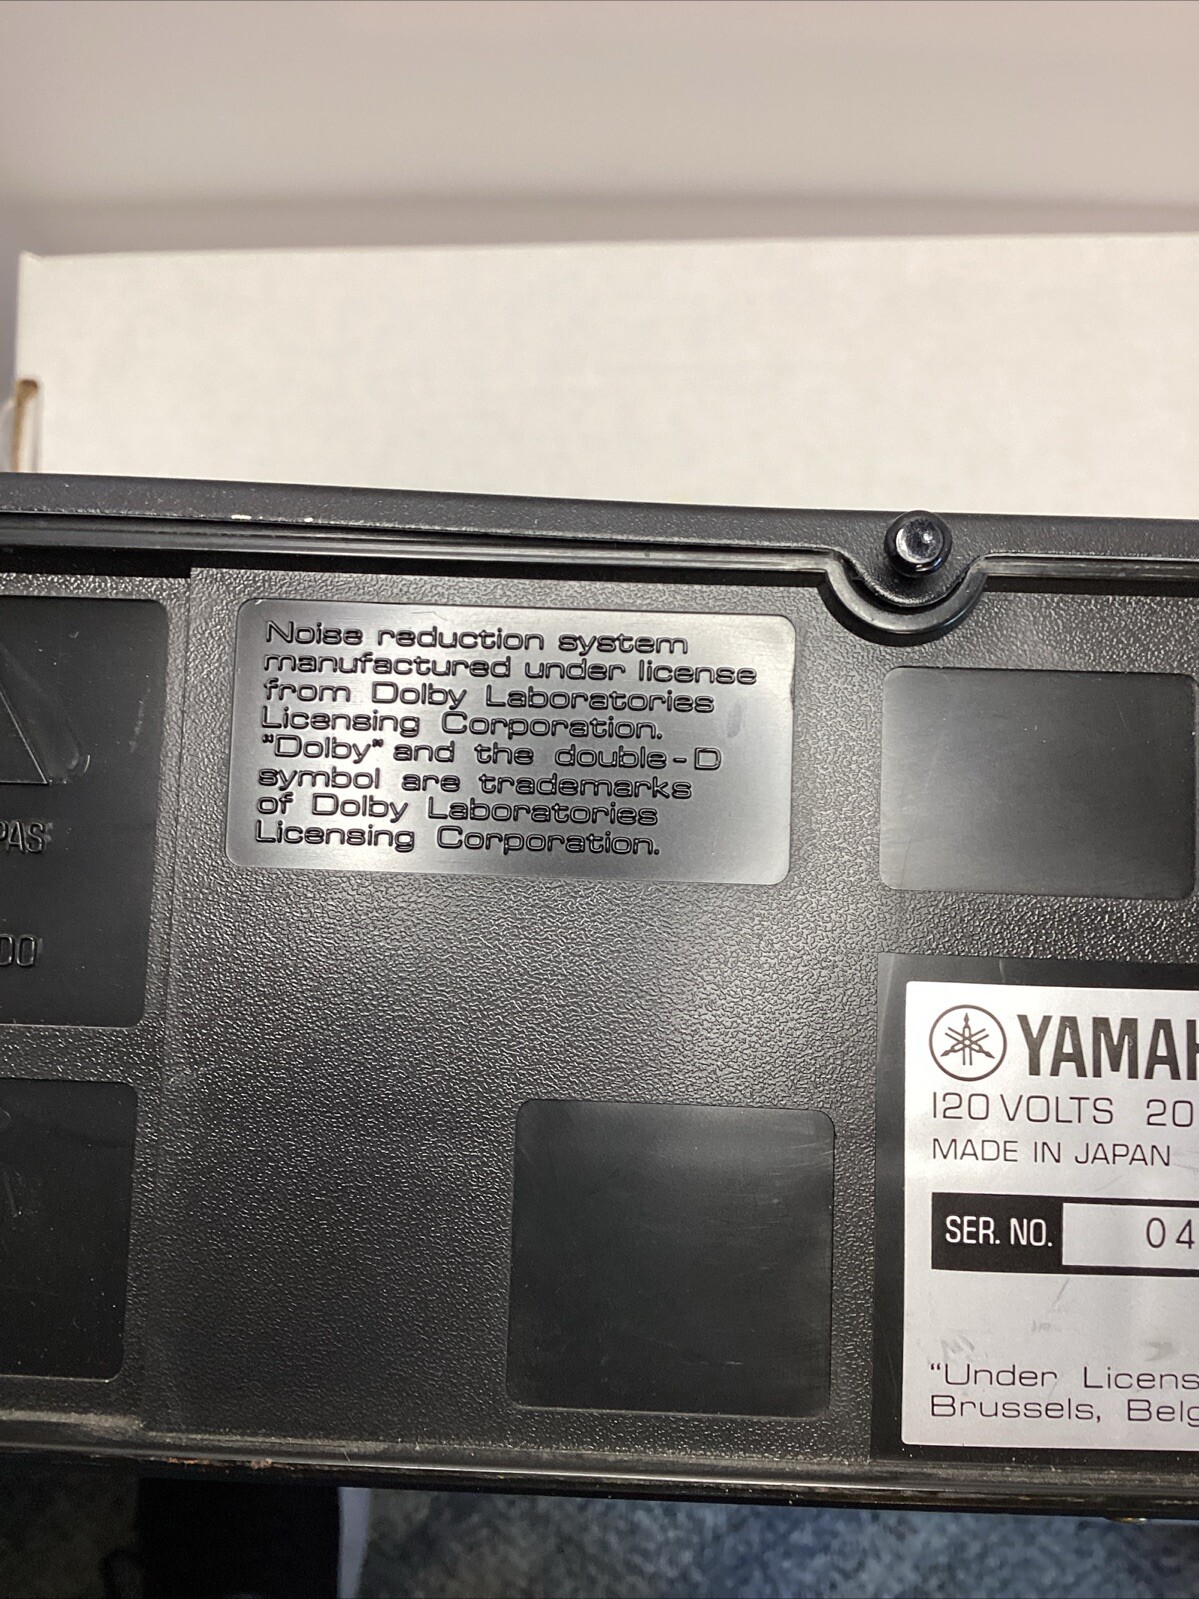 Noise reduction system
manufactured under license
from Dolby Laboratories
Licensing Corporation.
"Dolby" and the double-D
symbol are trademarks
of Dolby Laboratories
Licensing Corporation.
PAS
00
YAMAH
120 VOLTS 20
MADE IN JAPAN
SER. NO. 04
"Under Licens
Brussels, Belg